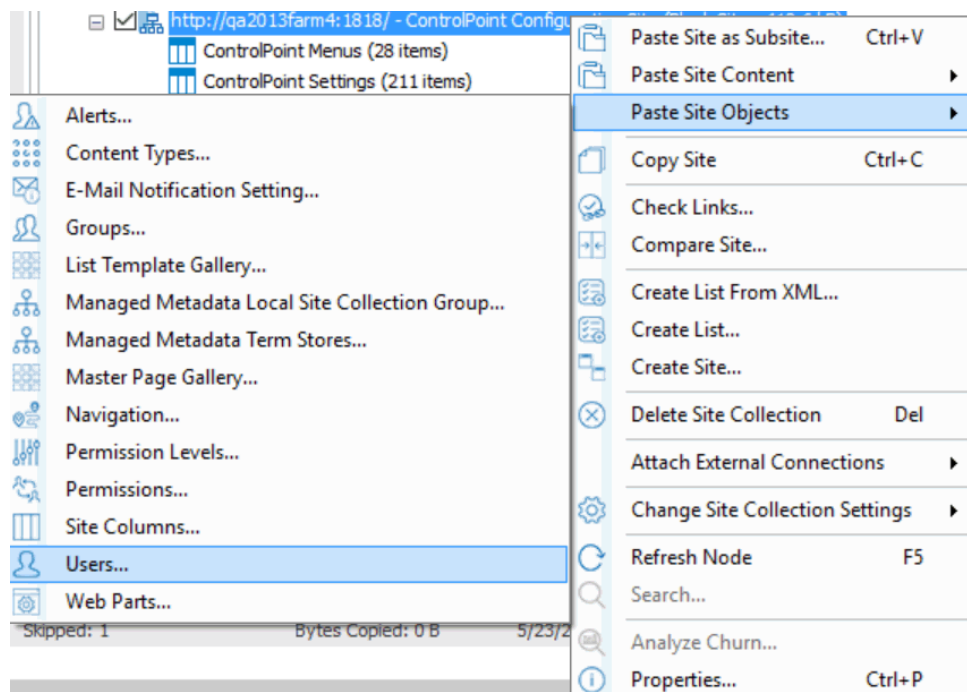 http://qa2013farm4:1818/ - ControlPoint
ControlPoint Menus (28 items)
ControlPoint Settings (211 items)
Paste Site as Subsite... Ctrl+V
Paste Site Content
Paste Site Objects
Copy Site Ctrl+C
Check Links...
Compare Site...
Create List From XML...
Create List...
Create Site...
Delete Site Collection Del
Attach External Connections
Change Site Collection Settings
Refresh Node F5
Search...
Analyze Churn...
Properties... Ctrl+P
Alerts...
Content Types...
E-Mail Notification Setting...
Groups...
List Template Gallery...
Managed Metadata Local Site Collection Group...
Managed Metadata Term Stores...
Master Page Gallery...
Navigation...
Permission Levels...
Permissions...
Site Columns...
Users...
Web Parts...
Skipped: 1 Bytes Copied: 0 B 5/23/2